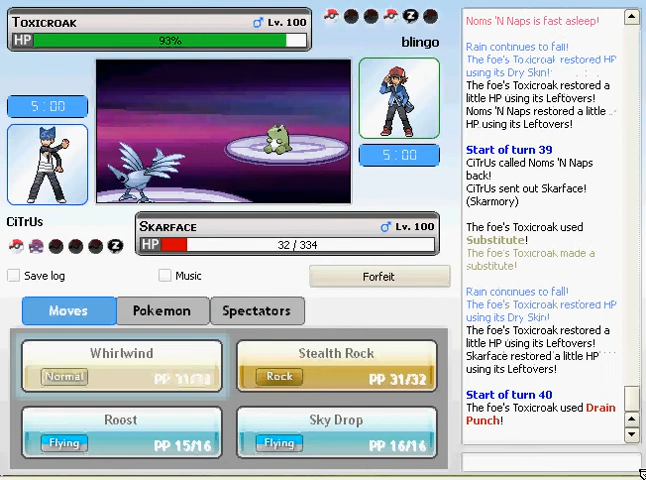 TOXICROAK
Lv. 100
HP
93%
blingo
5:00
5:00
CiTrUs
SKARFACE
Lv. 100
HP
32 / 334
Save log
Music
Forfeit
Moves
Pokemon
Spectators
Whirlwind
Normal
PP 31/32
Stealth Rock
Rock
PP 31/32
Roost
Flying
PP 15/16
Sky Drop
Flying
PP 16/16
Noms 'N Naps is fast asleep!
Rain continues to fall!
The foe's Toxicroak restored HP
using its Dry Skin!
The foe's Toxicroak restored a
little HP using its Leftovers!
Noms 'N Naps restored a little
HP using its Leftovers!
Start of turn 39
CiTrUs called Noms 'N Naps
back!
CiTrUs sent out Skarface!
(Skarmory)
The foe's Toxicroak used
Substitute!
The foe's Toxicroak made a
substitute!
Rain continues to fall!
The foe's Toxicroak restored HP
using its Dry Skin!
The foe's Toxicroak restored a
little HP using its Leftovers!
Skarface restored a little HP
using its Leftovers!
Start of turn 40
The foe's Toxicroak used Drain
Punch!